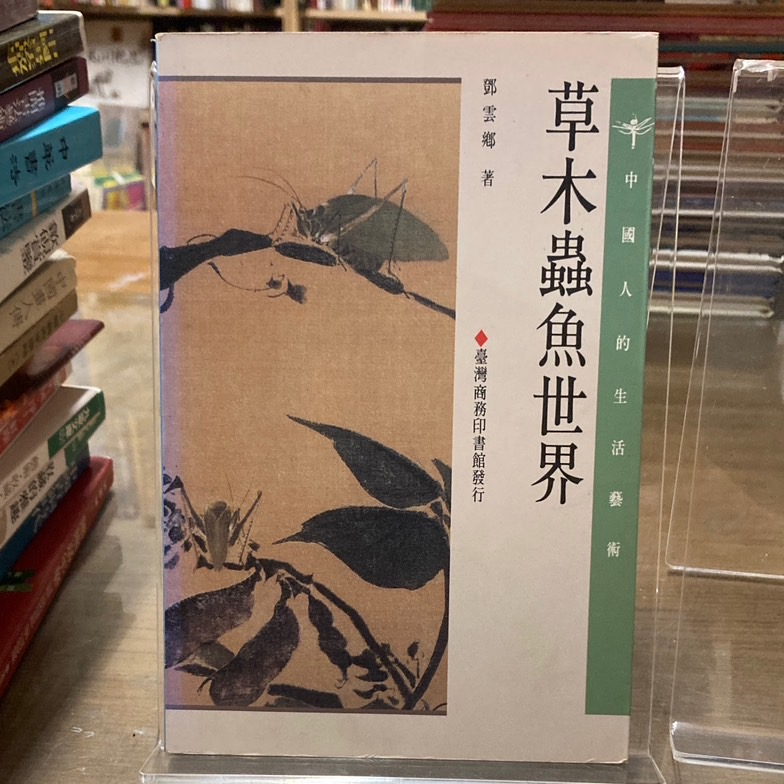 中國人的生活藝術
草木蟲魚世界
鄧雲鄉 著
臺灣商務印書館發行